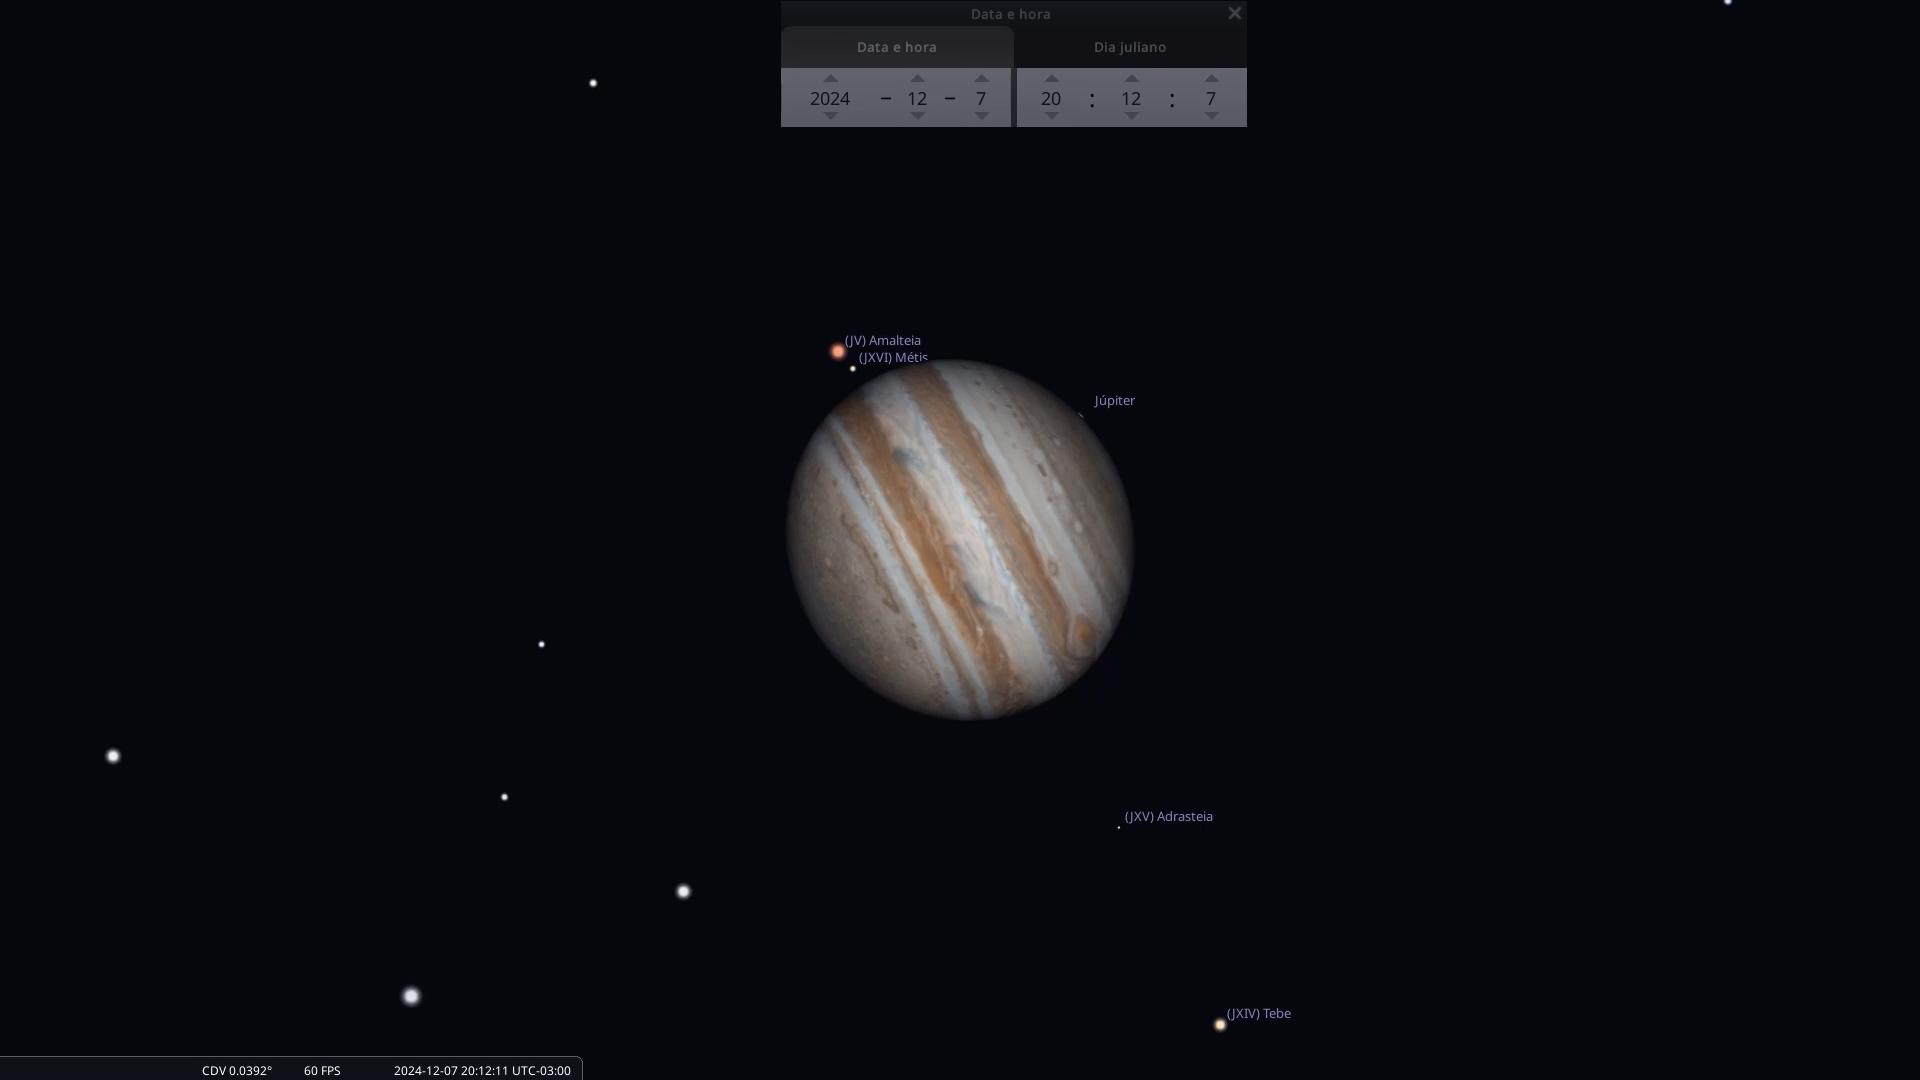 Data e hora
Data e hora
Dia juliano
2024 - 12 - 7
20 : 12 : 7
(JV) Amalteia
(JXVI) Métis
Júpiter
(JXV) Adrasteia
(JXIV) Tebe
CDV 0.0392° 60 FPS 2024-12-07 20:12:11 UTC-03:00